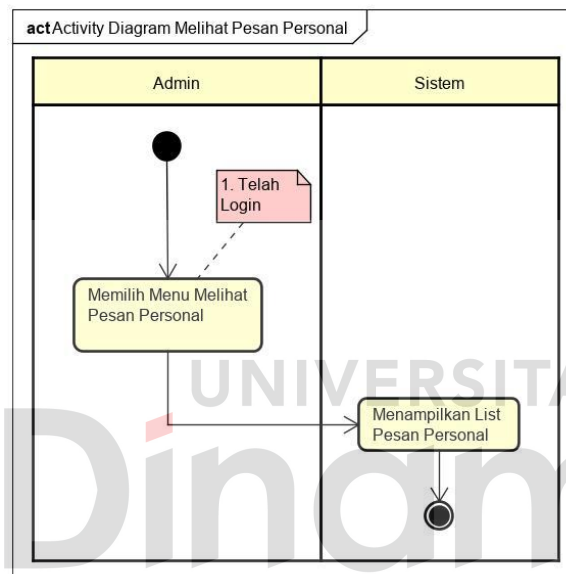 act Activity Diagram Melihat Pesan Personal
Admin
Sistem
1. Telah
Login
Memilih Menu Melihat
Pesan Personal
UNIVERSITA
Menampilkan List
Pesan Personal
Dinam